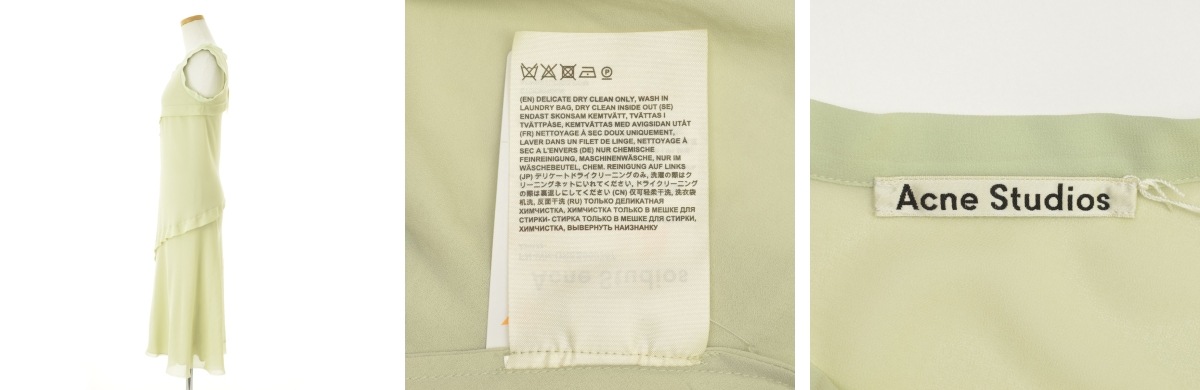 (EN) DELICATE DRY CLEAN ONLY, WASH IN
LAUNDRY BAG, DRY CLEAN INSIDE OUT (SE)
ENDAST SKONSAM KEMTVÄTT, TVÄTTAS I
TVÄTTPÅSE, KEMTVÄTTAS MED AVIGSIDAN UTÅT
(FR) NETTOYAGE À SEC DOUX UNIQUEMENT,
LAVER DANS UN FILET DE LINGE, NETTOYAGE À
SEC A L'ENVERS (DE) NUR CHEMISCHE
FEINREINIGUNG, MASCHINENWÄSCHE, NUR IM
WÄSCHEBEUTEL, CHEM. REINIGUNG AUF LINKS
(JP) デリケートドライクリーニングのみ, 洗濯の際はク
リーニングネットにいれてください, ドライクリーニング
の際は裏返しにしてください (CN) 仅可轻柔干洗, 洗衣袋
机洗, 反面干洗 (RU) ТОЛЬКО ДЕЛИКАТНАЯ
ХИМЧИСТКА, ХИМЧИСТКА ТОЛЬКО В МЕШКЕ ДЛЯ
СТИРКИ- СТИРКА ТОЛЬКО В МЕШКЕ ДЛЯ СТИРКИ,
ХИМЧИСТКА, ВЫВЕРНУТЬ НАИЗНАНКУ
Acne Studios
Acne Studios